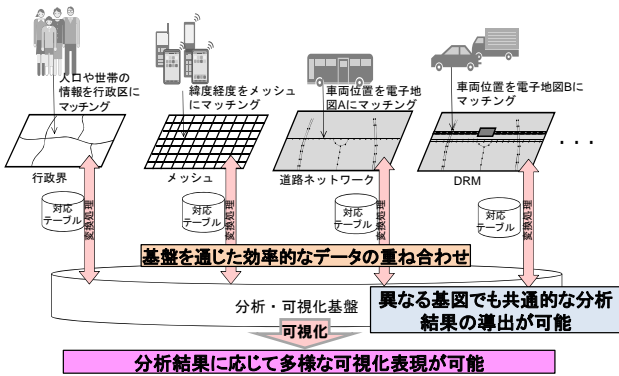 人口や世帯の
情報を行政区に
マッチング
緯度経度をメッシュ
にマッチング
車両位置を電子地
図Aにマッチング
車両位置を電子地図Bに
マッチング
・・・
行政界
メッシュ
道路ネットワーク
DRM
対応
テーブル
変換処理
対応
テーブル
変換処理
対応
テーブル
変換処理
対応
テーブル
変換処理
基盤を通じた効率的なデータの重ね合わせ
分析・可視化基盤
異なる基図でも共通的な分析
結果の導出が可能
可視化
分析結果に応じて多様な可視化表現が可能